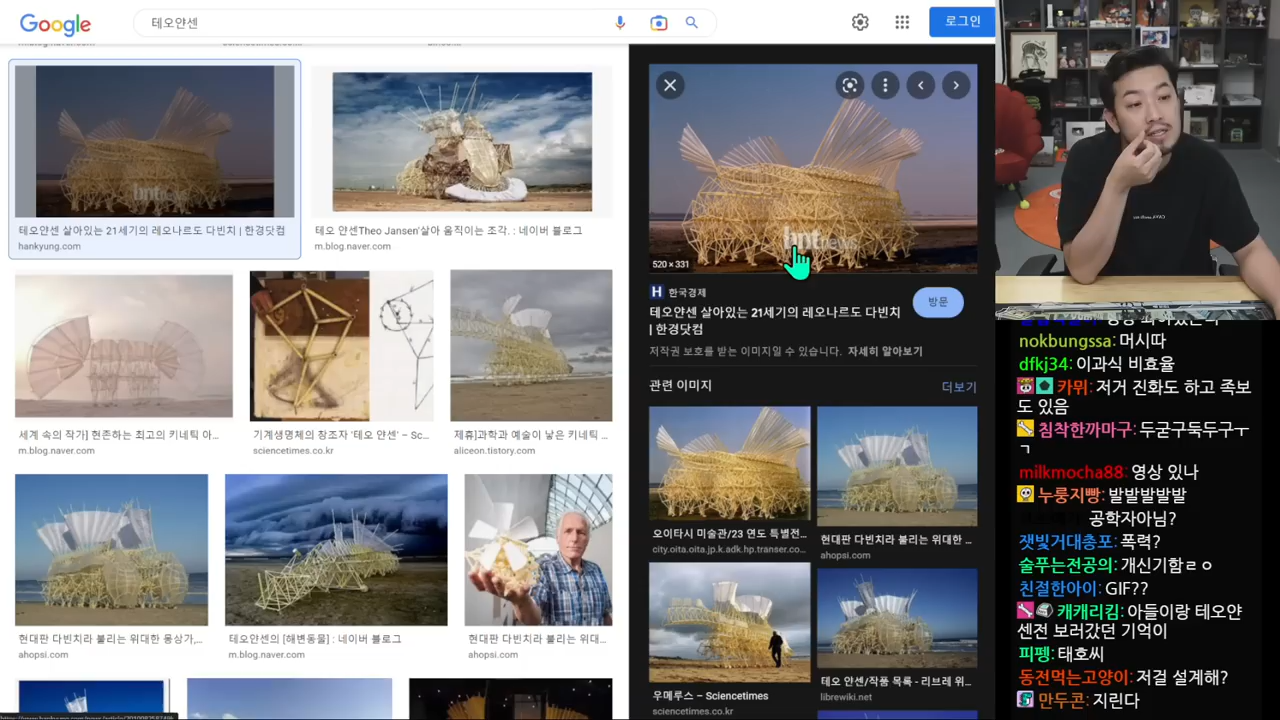 Google
테오얀센
로그인
테오얀센 살아있는 21세기의 레오나르도 다빈치 | 한경닷컴
hankyung.com
테오 얀센Theo Jansen'살아 움직이는 조각. : 네이버 블로그
m.blog.naver.com
세계 속의 작가] 현존하는 최고의 키네틱 아...
m.blog.naver.com
기계생명체의 창조자 '테오 얀센' – Sc...
sciencetimes.co.kr
제휴]과학과 예술이 낳은 키네틱 ...
aliceon.tistory.com
현대판 다빈치라 불리는 위대한 몽상가,...
ahopsi.com
테오얀센의 [해변동물] : 네이버 블로그
m.blog.naver.com
현대판 다빈치라 불리는 위대...
ahopsi.com
bntnews
520 × 331
H 한국경제
테오얀센 살아있는 21세기의 레오나르도 다빈치
| 한경닷컴
방문
저작권 보호를 받는 이미지일 수 있습니다. 자세히 알아보기
관련 이미지
더보기
오이타시 미술관/23 연도 특별전...
city.oita.oita.jp.k.adk.hp.transer.co...
현대판 다빈치라 불리는 위대한 ...
ahopsi.com
우메루스 – Sciencetimes
sciencetimes.co.kr
테오 얀센/작품 목록 - 리브레 위...
librewiki.net
nokbungssa: 머시따
dfkj34: 이과식 비효율
카뮈: 저거 진화도 하고 족보
도 있음
침착한까마구: 두굳구둑두구ㅜ
ㄱ
milkmocha88: 영상 있나
누룽지빵: 발발발발발
공학자아님?
잿빛거대총포: 폭력?
술푸는전공의: 개신기함ㄹㅇ
친절한아이: GIF??
캐캐리킴: 아들이랑 테오얀
센전 보러갔던 기억이
피펭: 태호씨
동전먹는고양이: 저걸 설계해?
만두콘: 지린다